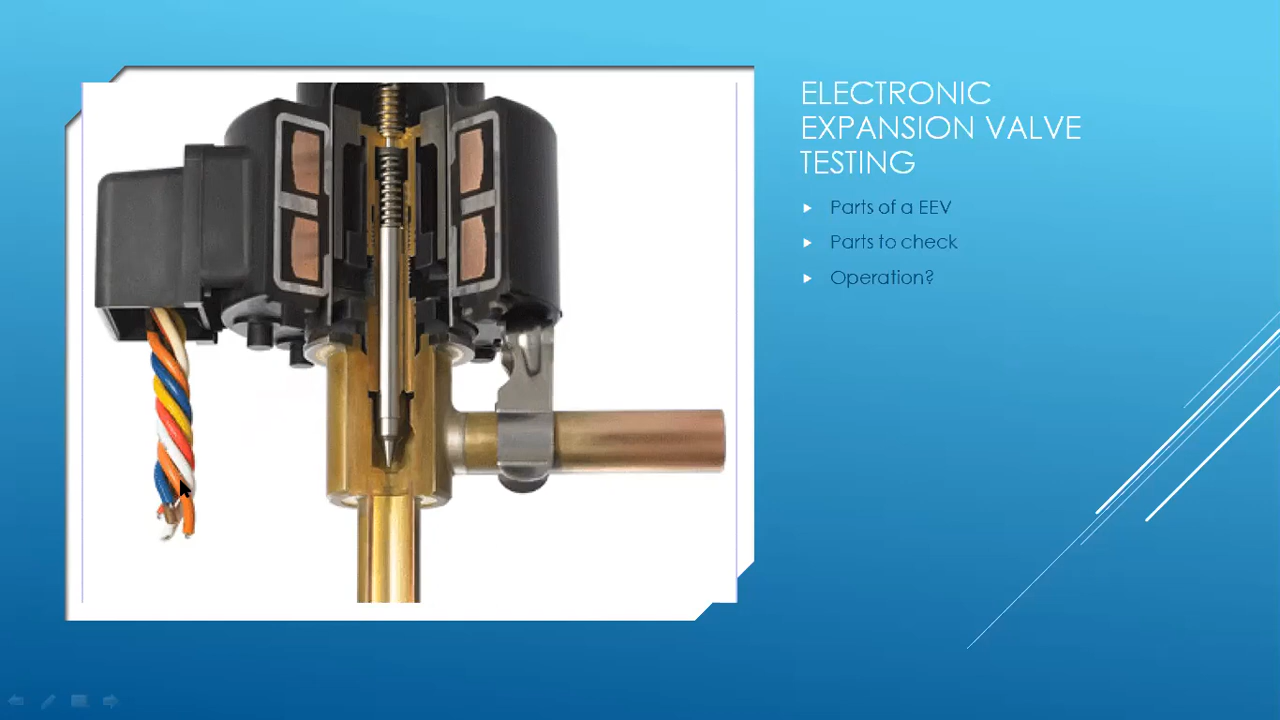 ELECTRONIC
EXPANSION VALVE
TESTING
Parts of a EEV
Parts to check
Operation?